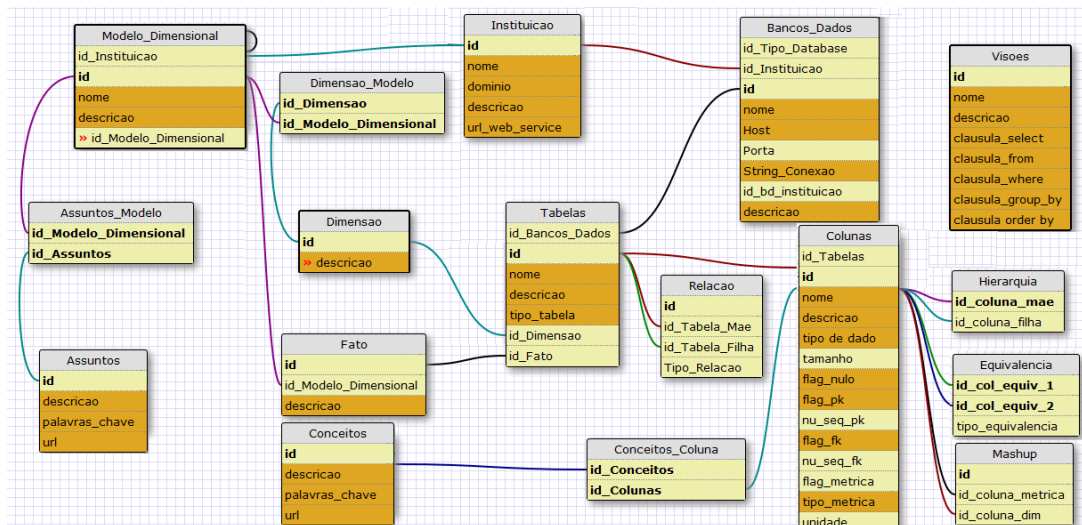 Modelo_Dimensional
id_Instituicao
id
nome
descricao
» id_Modelo_Dimensional
Dimensao_Modelo
id_Dimensao
id_Modelo_Dimensional
Instituicao
id
nome
dominio
descricao
url_web_service
Bancos_Dados
id_Tipo_Database
id_Instituicao
id
nome
Host
Porta
String_Conexao
id_bd_instituicao
descricao
Visoes
id
nome
descricao
clausula_select
clausula_from
clausula_where
clausula_group_by
clausula order by
Assuntos_Modelo
id_Modelo_Dimensional
id_Assuntos
Dimensao
id
» descricao
Tabelas
id_Bancos_Dados
id
nome
descricao
tipo_tabela
id_Dimensao
id_Fato
Relacao
id
id_Tabela_Mae
id_Tabela_Filha
Tipo_Relacao
Colunas
id_Tabelas
id
nome
descricao
tipo de dado
tamanho
flag_nulo
flag_pk
nu_seq_pk
flag_fk
nu_seq_fk
flag_metrica
tipo_metrica
unidade
Hierarquia
id_coluna_mae
id_coluna_filha
Equivalencia
id_col_equiv_1
id_col_equiv_2
tipo_equivalencia
Mashup
id
id_coluna_metrica
id_coluna_dim
Assuntos
id
descricao
palavras_chave
url
Fato
id
id_Modelo_Dimensional
descricao
Conceitos
id
descricao
palavras_chave
url
Conceitos_Coluna
id_Conceitos
id_Colunas